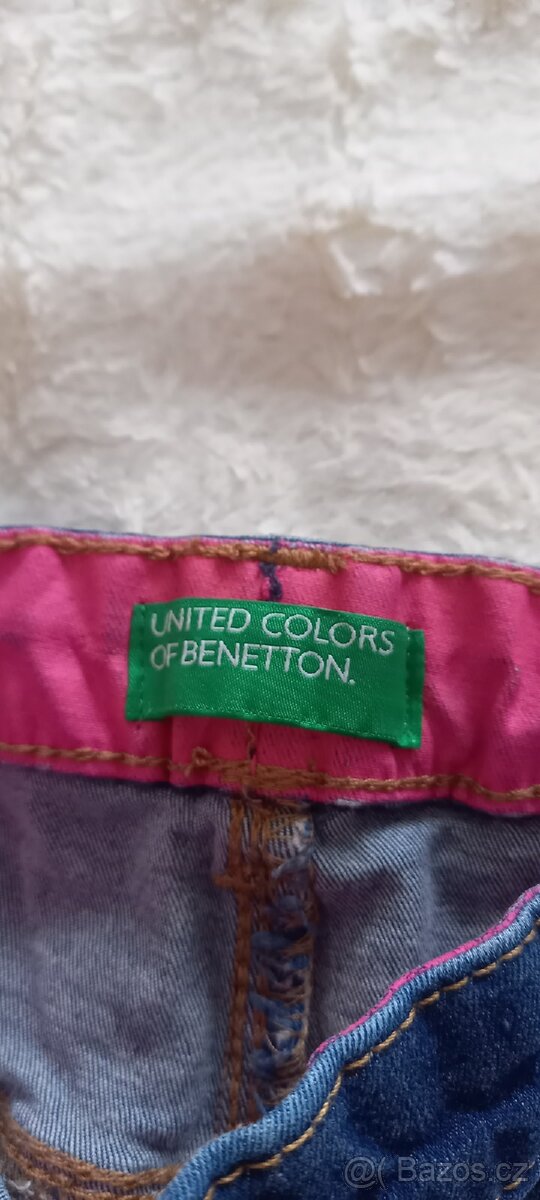 UNITED COLORS
OF BENETTON.
@( Bazos.cz